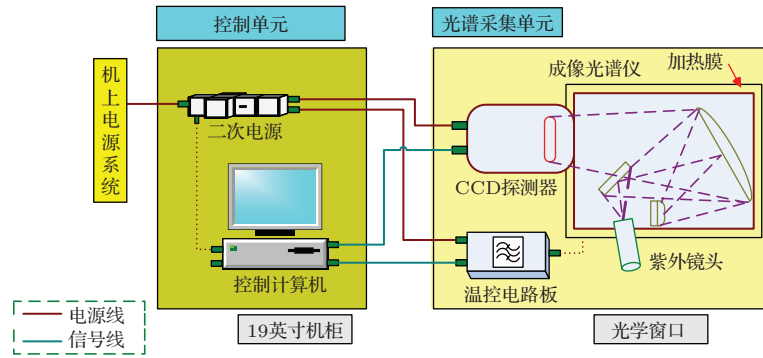 控制单元
光谱采集单元
机上电源系统
二次电源
成像光谱仪
加热膜
CCD探测器
控制计算机
温控电路板
紫外镜头
电源线
信号线
19英寸机柜
光学窗口